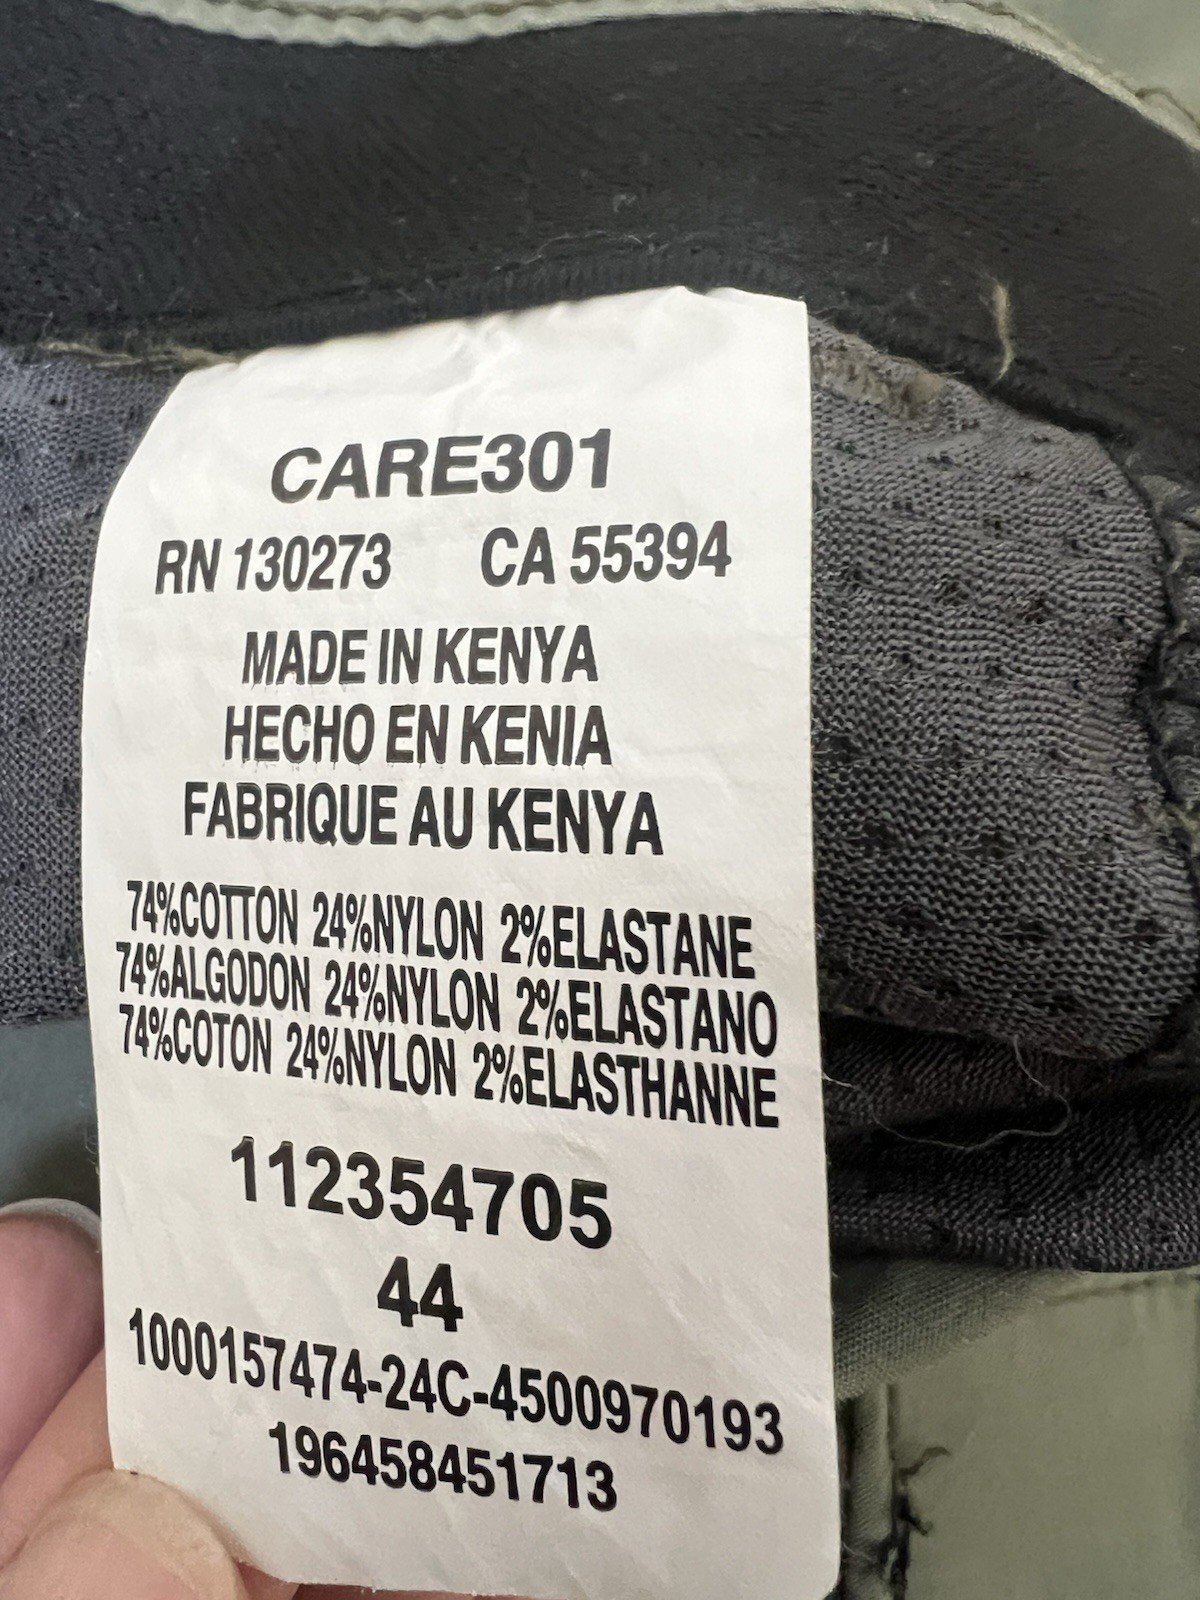 CARE301
RN 130273 CA 55394
MADE IN KENYA
HECHO EN KENIA
FABRIQUE AU KENYA
74%COTTON 24%NYLON 2%ELASTANE
74%ALGODON 24%NYLON 2%ELASTANO
74%COTON 24%NYLON 2%ELASTHANNE
112354705
44
1000157474-24C-4500970193
196458451713